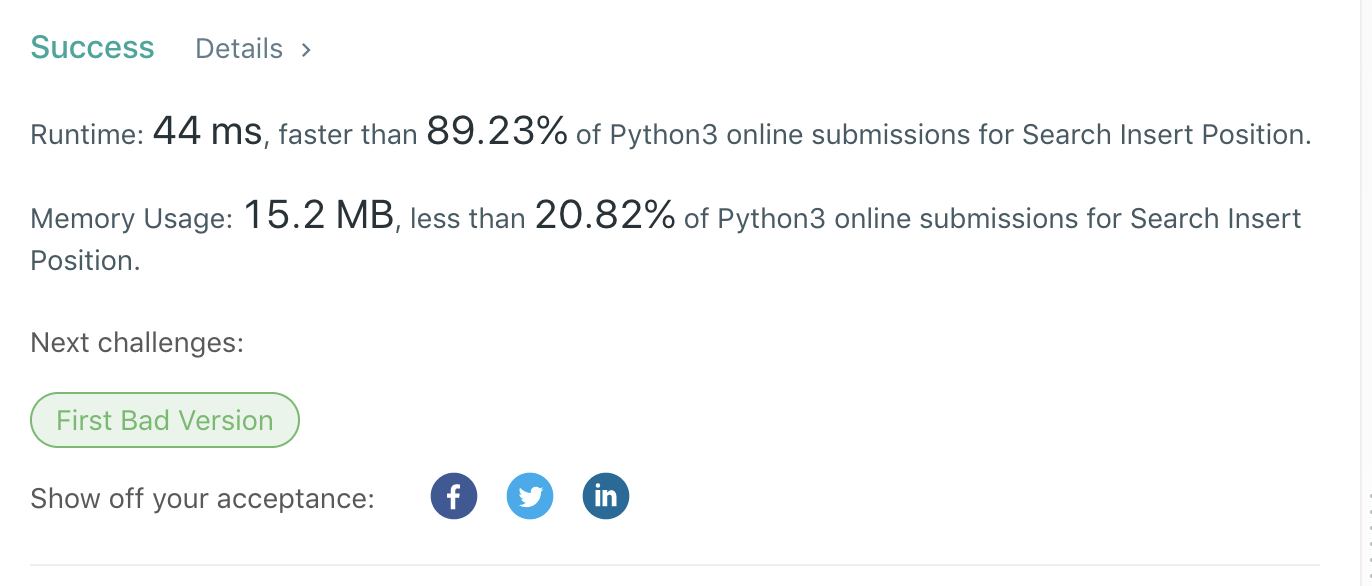 Success Details >
Runtime: 44 ms, faster than 89.23% of Python3 online submissions for Search Insert Position.
Memory Usage: 15.2 MB, less than 20.82% of Python3 online submissions for Search Insert
Position.
Next challenges:
First Bad Version
Show off your acceptance: f in